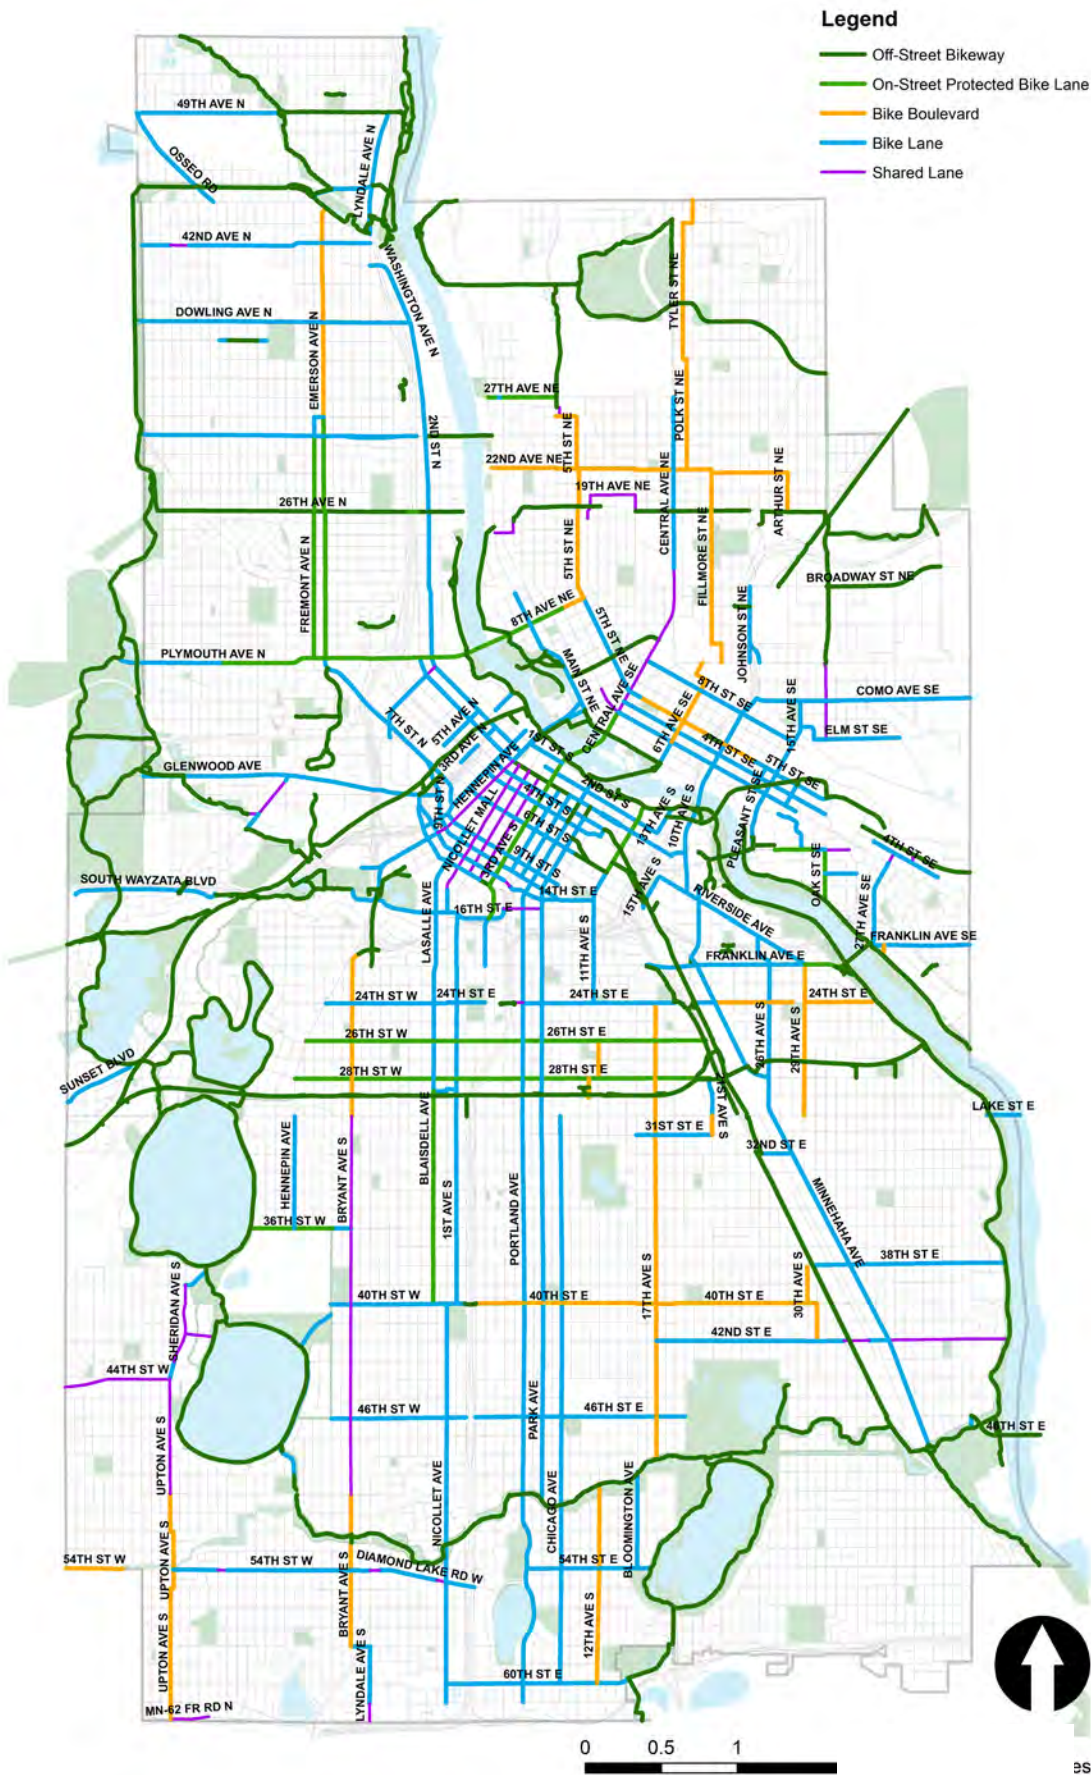 Legend
Off-Street Bikeway
On-Street Protected Bike Lane
Bike Boulevard
Bike Lane
Shared Lane
49TH AVE N
OSSEO RD
LYNDALE AVE N
42ND AVE N
WASHINGTON AVE N
TYLER ST NE
DOWLING AVE N
EMERSON AVE N
27TH AVE NE
POLK ST NE
2ND ST N
5TH ST NE
22ND AVE NE
CENTRAL AVE NE
ARTHUR ST NE
19TH AVE NE
26TH AVE N
FREMONT AVE N
5TH ST NE
FILLMORE ST NE
BROADWAY ST NE
8TH AVE NE
JOHNSON ST NE
5TH ST NE
PLYMOUTH AVE N
MAIN ST NE
CENTRAL AVE SE
8TH ST SE
COMO AVE SE
7TH ST N
5TH AVE N
6TH AVE SE
15TH AVE SE
ELM ST SE
3RD AVE N
1ST ST S
4TH ST SE
5TH ST SE
GLENWOOD AVE
HENNEPIN AVE
9TH ST N
NICOLLET MALL
4TH ST S
2ND ST S
6TH ST S
13TH AVE S
10TH AVE S
PLEASANT ST SE
3RD AVE S
9TH ST S
4TH ST SE
OAK ST SE
SOUTH WAYZATA BLVD
14TH ST E
15TH AVE S
RIVERSIDE AVE
27TH AVE SE
16TH ST E
LASALLE AVE
11TH AVE S
FRANKLIN AVE SE
FRANKLIN AVE E
24TH ST W
24TH ST E
24TH ST E
24TH ST E
26TH ST W
26TH ST E
26TH AVE S
29TH AVE S
SUNSET BLVD
28TH ST W
28TH ST E
21ST AVE S
LAKE ST E
BLAISDELL AVE
31ST ST E
32ND ST E
HENNEPIN AVE
BRYANT AVE S
1ST AVE S
PORTLAND AVE
MINNEHAHA AVE
36TH ST W
38TH ST E
SHERIDAN AVE S
17TH AVE S
30TH AVE S
40TH ST W
40TH ST E
40TH ST E
42ND ST E
44TH ST W
PARK AVE
46TH ST W
46TH ST E
46TH ST E
UPTON AVE S
NICOLLET AVE
CHICAGO AVE
BLOOMINGTON AVE
54TH ST W
UPTON AVE S
54TH ST W
BRYANT AVE S
DIAMOND LAKE RD W
54TH ST E
12TH AVE S
UPTON AVE S
LYNDALE AVE S
60TH ST E
MN-62 FR RD N
0 0.5 1
es